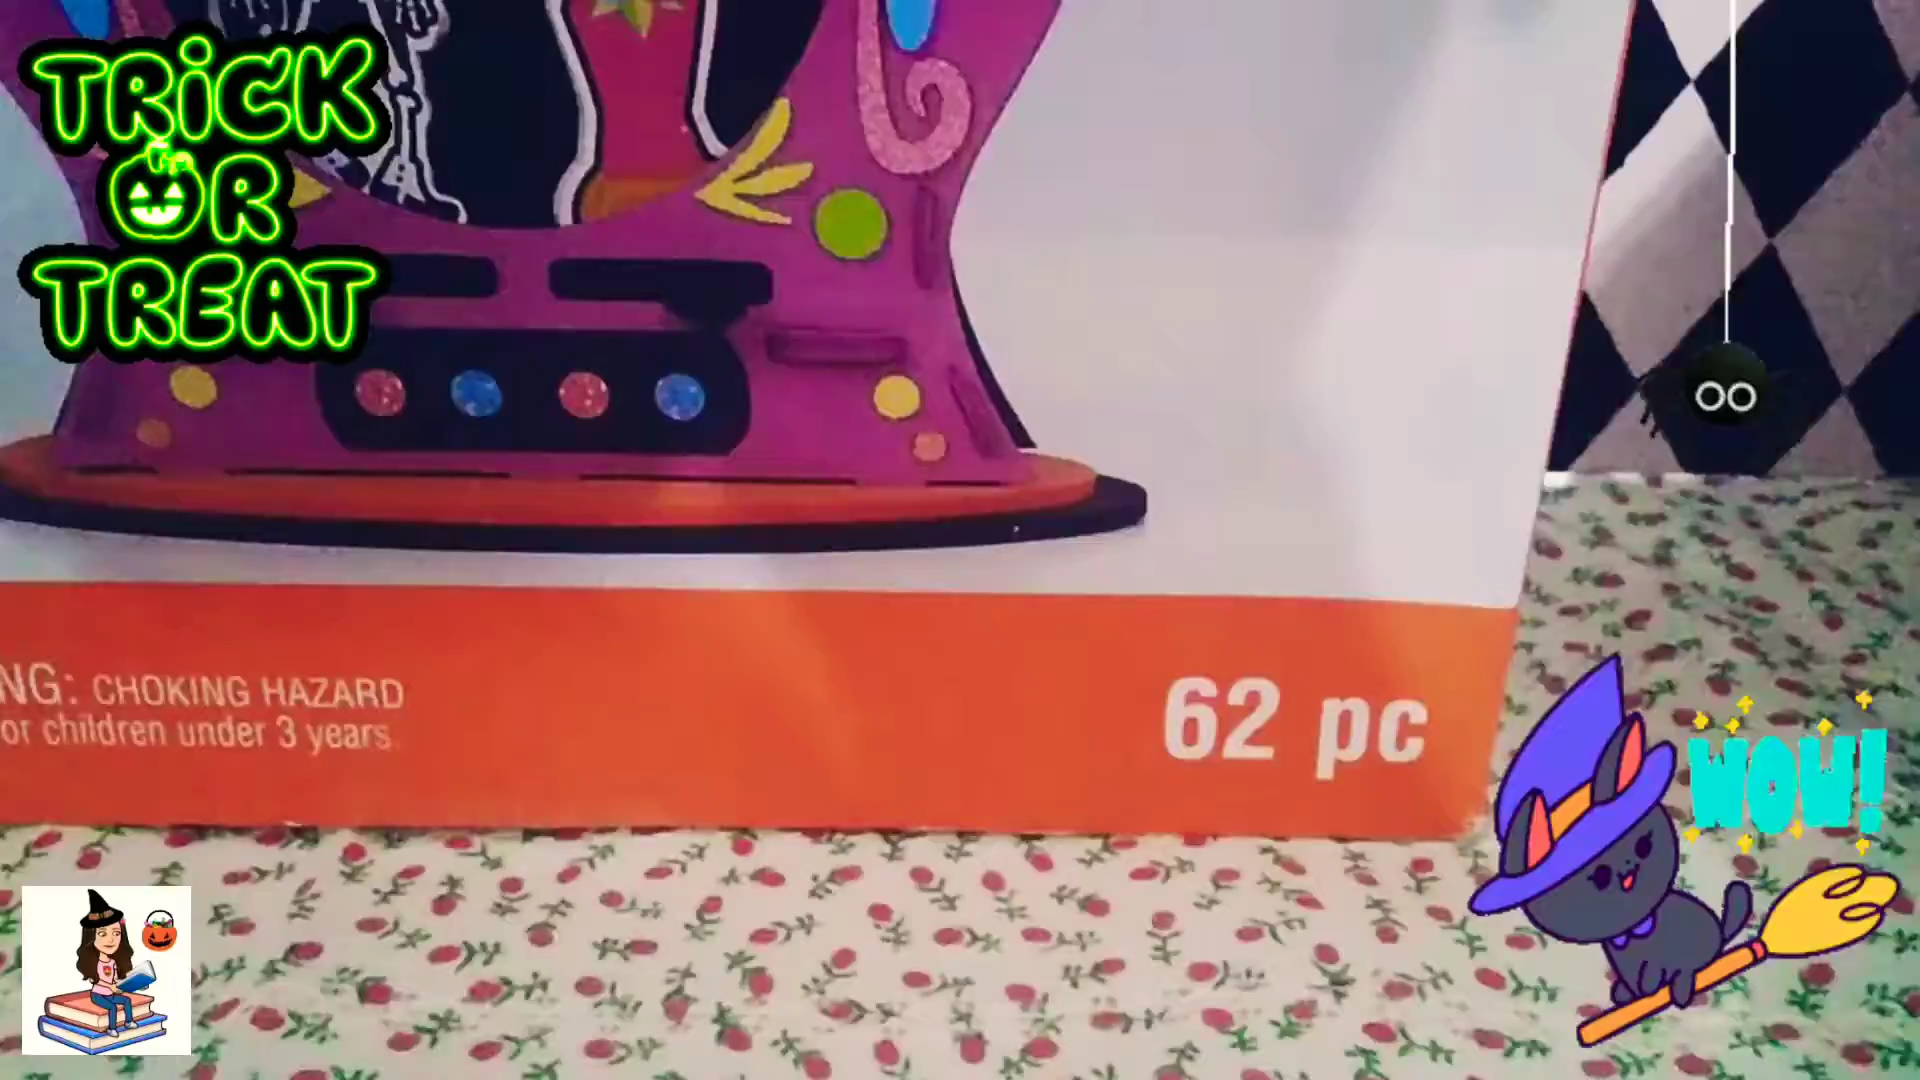 TRiCK
OR
TREAT
NG: CHOKING HAZARD
or children under 3 years.
62 pc
WOW!